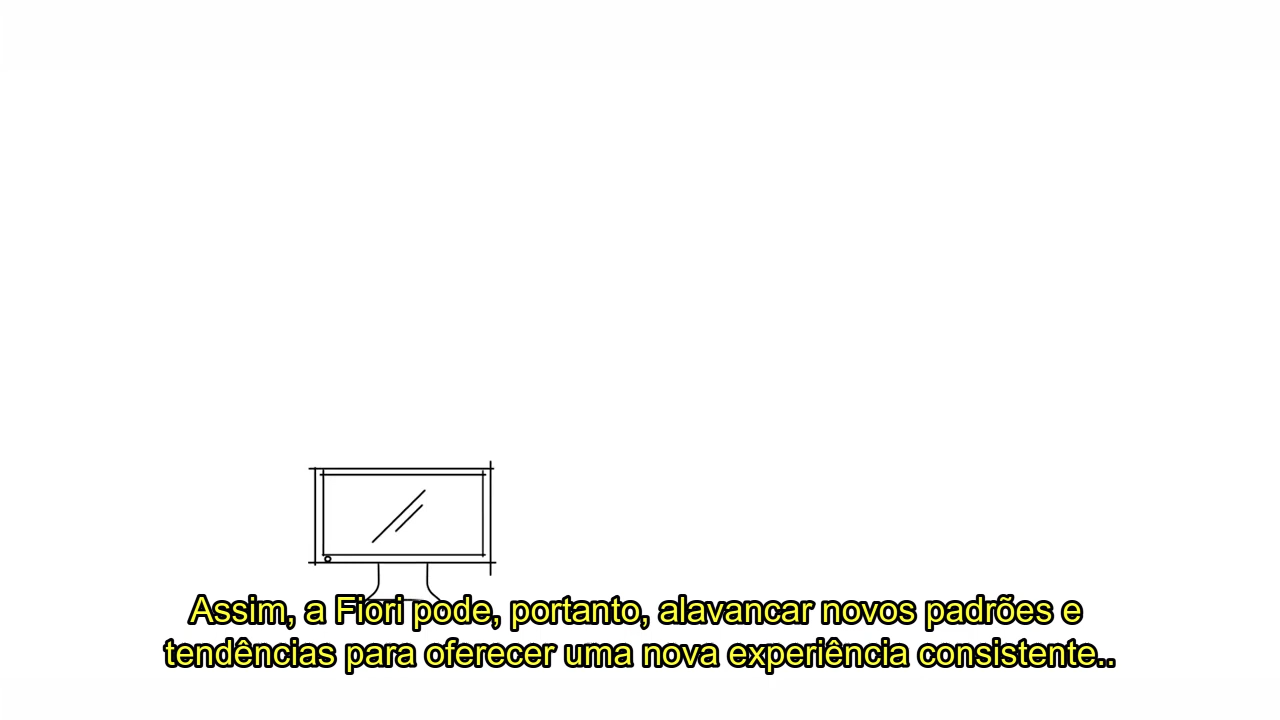 Assim, a Fiori pode, portanto, alavancar novos padrões e
tendências para oferecer uma nova experiência consistente..